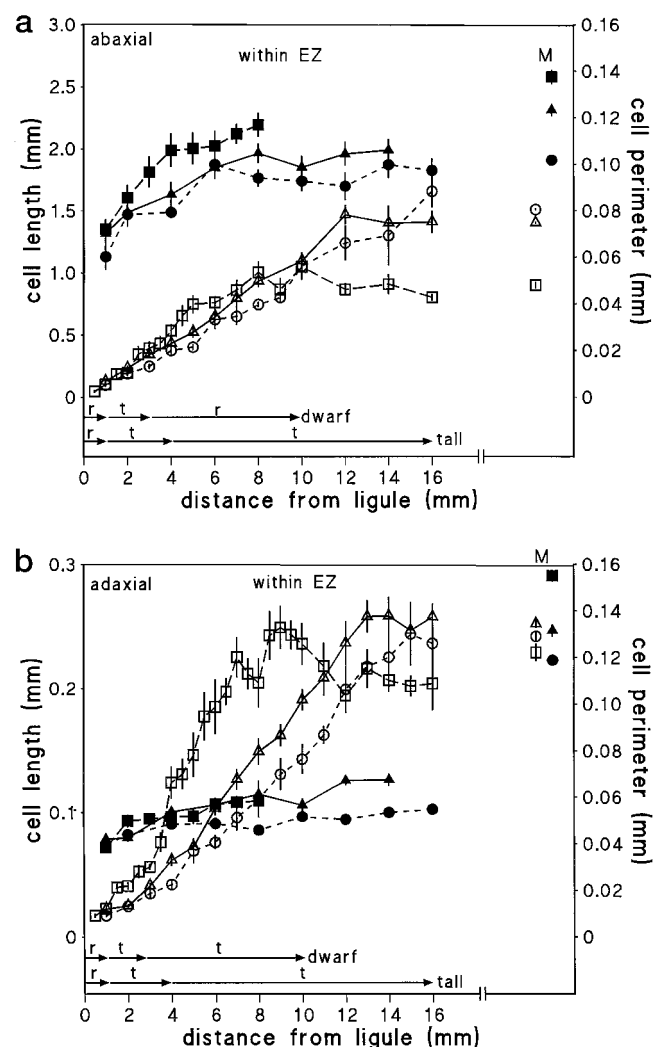 a
abaxial within EZ M
cell length (mm)
3.0
2.5
2.0
1.5
1.0
0.5
0
cell perimeter (mm)
0.16
0.14
0.12
0.10
0.08
0.06
0.04
0.02
0
r t r dwarf
r t t tall
0 2 4 6 8 10 12 14 16
distance from ligule (mm)
b
adaxial within EZ M
cell length (mm)
0.3
0.2
0.1
0
cell perimeter (mm)
0.16
0.14
0.12
0.10
0.08
0.06
0.04
0.02
0
r t t dwarf
r t t tall
0 2 4 6 8 10 12 14 16
distance from ligule (mm)